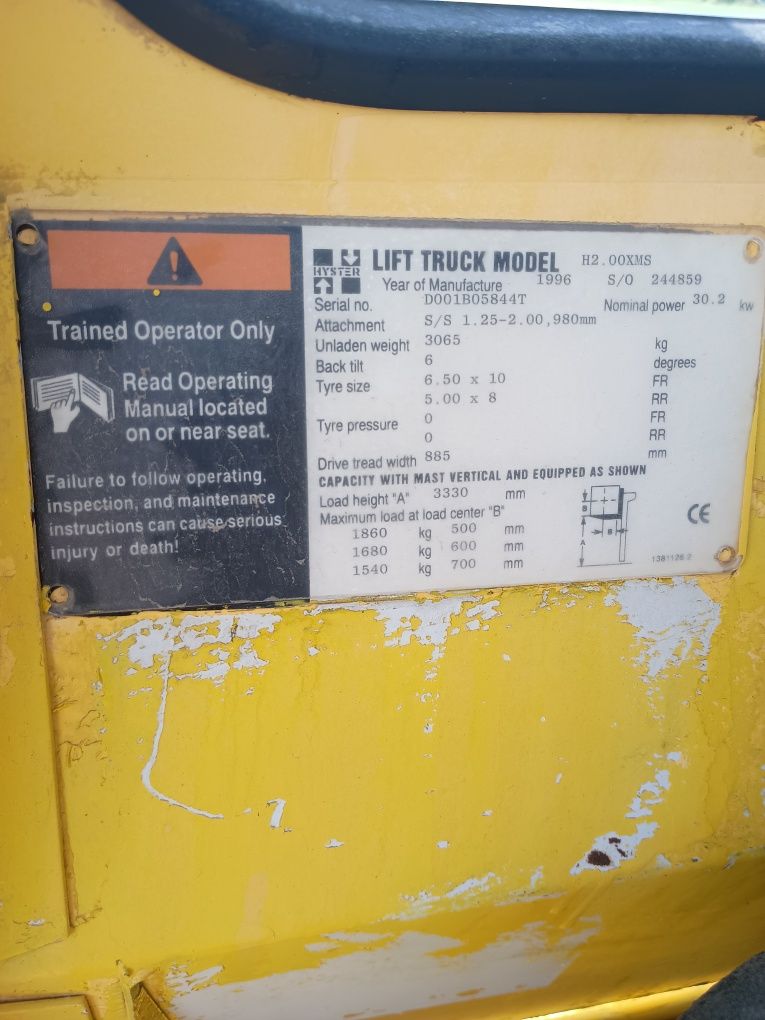 Trained Operator Only
Read Operating
Manual located
on or near seat.
Failure to follow operating,
inspection, and maintenance
instructions can cause serious
injury or death!
HYSTER LIFT TRUCK MODEL H2.00XMS
Year of Manufacture 1996 S/O 244859
Serial no. D001B05844T Nominal power 30.2 kw
Attachment S/S 1.25-2.00,980mm
Unladen weight 3065 kg
Back tilt 6 degrees
Tyre size 6.50 x 10 FR
5.00 x 8 RR
Tyre pressure 0 FR
0 RR
Drive tread width 885 mm
CAPACITY WITH MAST VERTICAL AND EQUIPPED AS SHOWN
Load height "A" 3330 mm
Maximum load at load center "B"
1860 kg 500 mm
1680 kg 600 mm
1540 kg 700 mm
B
A
B
CE
1381126 2